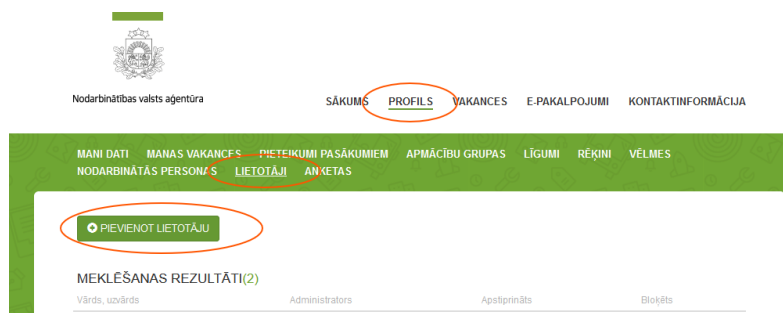 Nodarbinātības valsts aģentūra
SĀKUMS PROFILS VAKANCES E-PAKALPOJUMI KONTAKTINFORMĀCIJA
MANI DATI MANAS VAKANCES PIETEIKUMI PASĀKUMIEM APMĀCĪBU GRUPAS LĪGUMI RĒĶINI VĒLMES
NODARBINĀTĀS PERSONAS LIETOTĀJI ANKETAS
PIEVIENOT LIETOTĀJU
MEKLĒŠANAS REZULTĀTI(2)
Vārds, uzvārds Administrators Apstiprināts Bloķēts